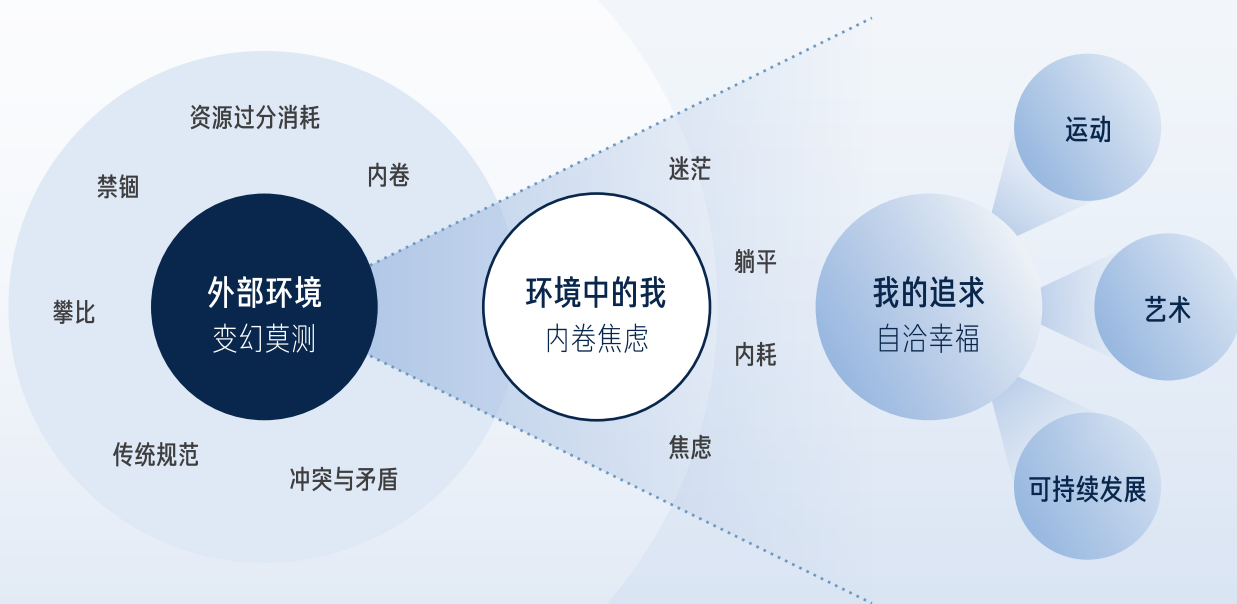 资源过分消耗
内卷
禁锢
攀比
传统规范
冲突与矛盾
外部环境
变幻莫测
环境中的我
内卷焦虑
迷茫
躺平
内耗
焦虑
我的追求
自洽幸福
运动
艺术
可持续发展